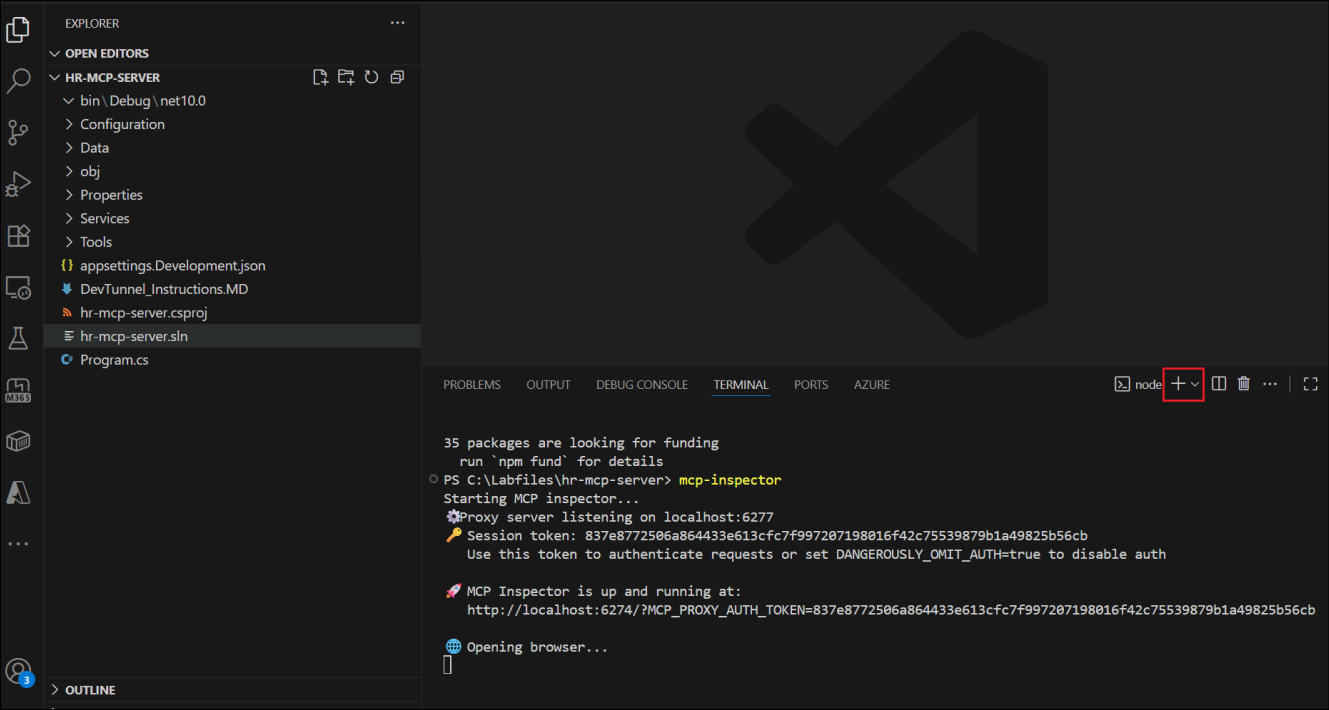 EXPLORER
OPEN EDITORS
HR-MCP-SERVER
bin\Debug\net10.0
Configuration
Data
obj
Properties
Services
Tools
{} appsettings.Development.json
DevTunnel_Instructions.MD
hr-mcp-server.csproj
hr-mcp-server.sln
C# Program.cs
M365
3
OUTLINE
PROBLEMS OUTPUT DEBUG CONSOLE TERMINAL PORTS AZURE node
35 packages are looking for funding
run `npm fund` for details
PS C:\Labfiles\hr-mcp-server> mcp-inspector
Starting MCP inspector...
Proxy server listening on localhost:6277
Session token: 837e8772506a864433e613cfc7f997207198016f42c75539879b1a49825b56cb
Use this token to authenticate requests or set DANGEROUSLY_OMIT_AUTH=true to disable auth
MCP Inspector is up and running at:
http://localhost:6274/?MCP_PROXY_AUTH_TOKEN=837e8772506a864433e613cfc7f997207198016f42c75539879b1a49825b56cb
Opening browser...